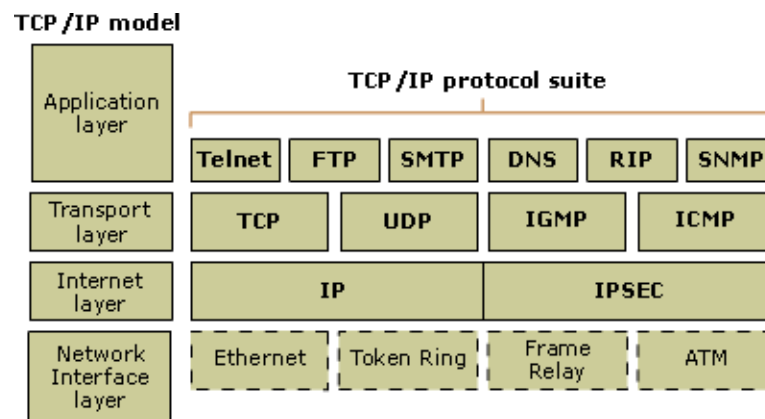 TCP/IP model
Application
layer
TCP/IP protocol suite
Telnet FTP SMTP DNS RIP SNMP
Transport
layer
TCP UDP IGMP ICMP
Internet
layer
IP IPSEC
Network
Interface
layer
Ethernet Token Ring Frame
Relay ATM